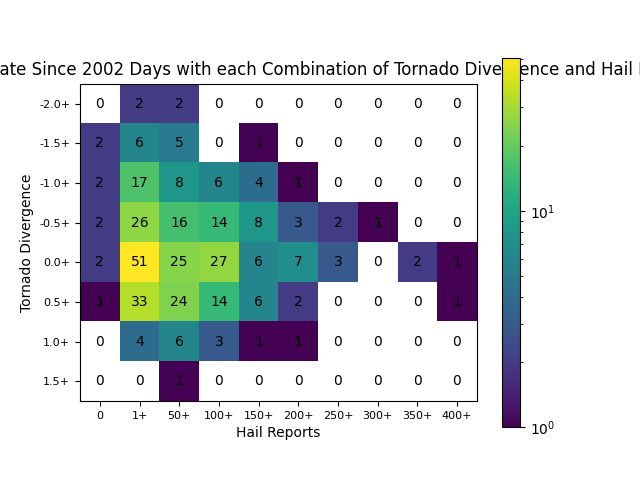 ate Since 2002 Days with each Combination of Tornado Divergence and Hail
-2.0+ 0 2 2 0 0 0 0 0 0 0
-1.5+ 2 6 5 0 1 0 0 0 0 0
-1.0+ 2 17 8 6 4 1 0 0 0 0
-0.5+ 2 26 16 14 8 3 2 1 0 0
0.0+ 2 51 25 27 6 7 3 0 2 1
0.5+ 1 33 24 14 6 2 0 0 0 1
1.0+ 0 4 6 3 1 1 0 0 0 0
1.5+ 0 0 1 0 0 0 0 0 0 0
0 1+ 50+ 100+ 150+ 200+ 250+ 300+ 350+ 400+
Hail Reports
Tornado Divergence
10¹
10⁰